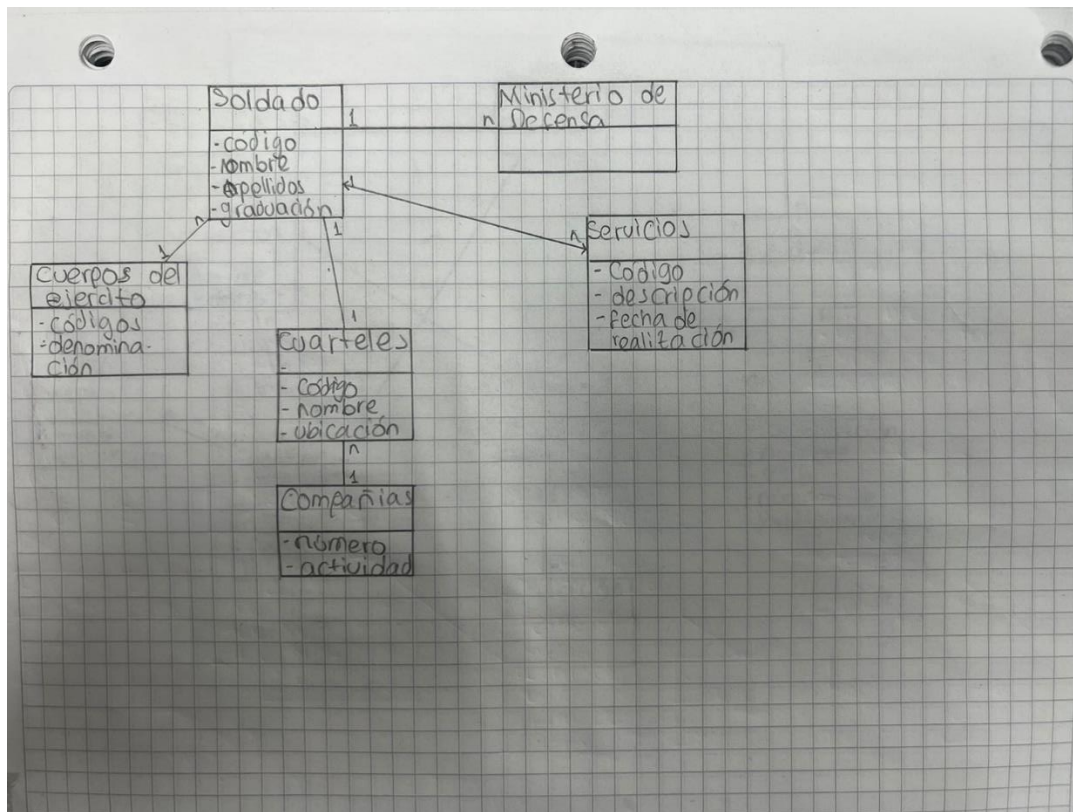 Soldado
1
- código
- nombre
- apellidos
- graduación
n
1
1
Ministerio de
Decensa
n
n
Servicios
- Código
- descripción
- fecha de
realización
1
Cuerpos del
ejercito
- códigos
- denomina-
ción
1
Cuarteles
-
- Código
- nombre
- ubicación
n
1
Compañias
- número
- actividad